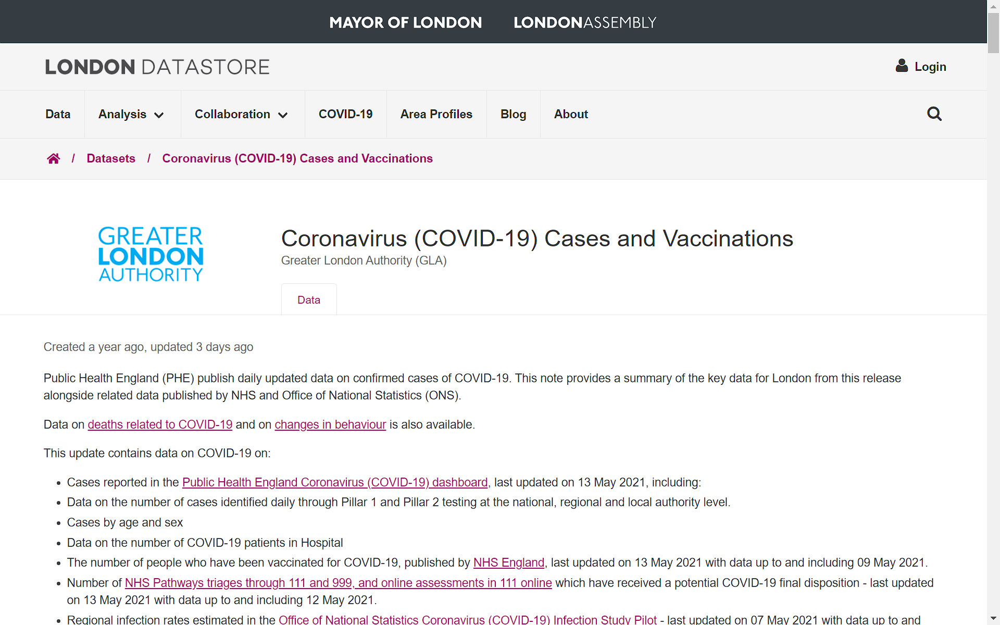 MAYOR OF LONDON LONDONASSEMBLY
LONDON DATASTORE
Login
Data Analysis Collaboration COVID-19 Area Profiles Blog About
/ Datasets / Coronavirus (COVID-19) Cases and Vaccinations
GREATER
LONDON
AUTHORITY
Coronavirus (COVID-19) Cases and Vaccinations
Greater London Authority (GLA)
Data
Created a year ago, updated 3 days ago
Public Health England (PHE) publish daily updated data on confirmed cases of COVID-19. This note provides a summary of the key data for London from this release
alongside related data published by NHS and Office of National Statistics (ONS).
Data on deaths related to COVID-19 and on changes in behaviour is also available.
This update contains data on COVID-19 on:
• Cases reported in the Public Health England Coronavirus (COVID-19) dashboard, last updated on 13 May 2021, including:
• Data on the number of cases identified daily through Pillar 1 and Pillar 2 testing at the national, regional and local authority level.
• Cases by age and sex
• Data on the number of COVID-19 patients in Hospital
• The number of people who have been vaccinated for COVID-19, published by NHS England, last updated on 13 May 2021 with data up to and including 09 May 2021.
• Number of NHS Pathways triages through 111 and 999, and online assessments in 111 online which have received a potential COVID-19 final disposition - last updated
on 13 May 2021 with data up to and including 12 May 2021.
• Regional infection rates estimated in the Office of National Statistics Coronavirus (COVID-19) Infection Study Pilot - last updated on 07 May 2021 with data up to and